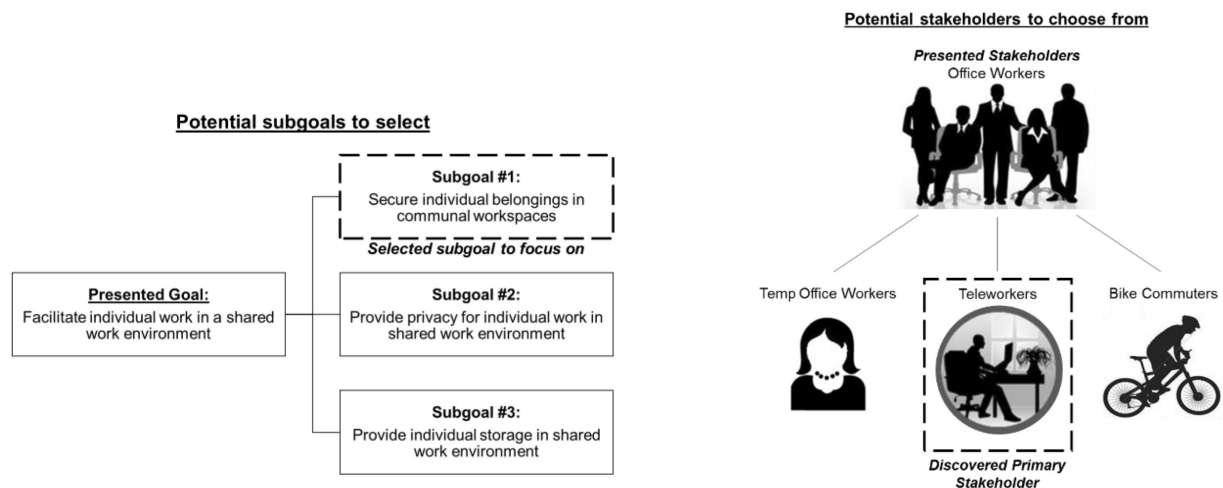 Potential subgoals to select
Subgoal #1:
Secure individual belongings in
communal workspaces
Selected subgoal to focus on
Presented Goal:
Facilitate individual work in a shared
work environment
Subgoal #2:
Provide privacy for individual work in
shared work environment
Subgoal #3:
Provide individual storage in shared
work environment
Potential stakeholders to choose from
Presented Stakeholders
Office Workers
Temp Office Workers
Teleworkers
Bike Commuters
Discovered Primary
Stakeholder